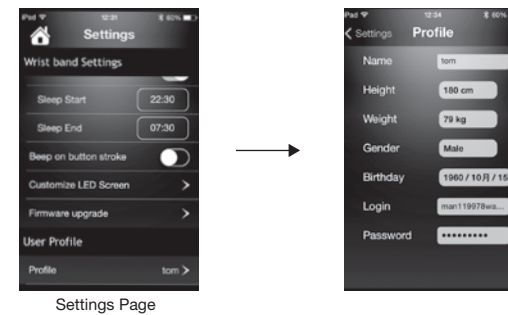 iPad 12:31 60%
Settings
Wrist band Settings
Sleep Start 22:30
Sleep End 07:30
Beep on button stroke
Customize LED Screen >
Firmware upgrade >
User Profile
Profile tom >
Settings Page
iPad 12:34 60%
< Settings Profile
Name tom
Height 180 cm
Weight 79 kg
Gender Male
Birthday 1960 / 10月 / 15
Login man119978wa...
Password •••••••••